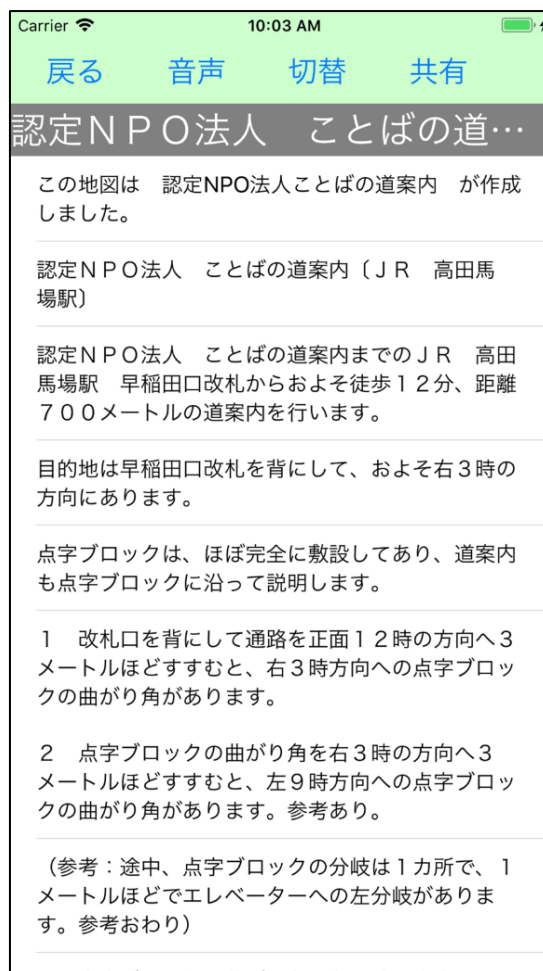 Carrier 10:03 AM
戻る 音声 切替 共有
認定ＮＰＯ法人　ことばの道…
この地図は　認定NPO法人ことばの道案内　が作成
しました。
認定ＮＰＯ法人　ことばの道案内〔ＪＲ　高田馬
場駅〕
認定ＮＰＯ法人　ことばの道案内までのＪＲ　高田
馬場駅　早稲田口改札からおよそ徒歩１２分、距離
７００メートルの道案内を行います。
目的地は早稲田口改札を背にして、およそ右３時の
方向にあります。
点字ブロックは、ほぼ完全に敷設してあり、道案内
も点字ブロックに沿って説明します。
１　改札口を背にして通路を正面１２時の方向へ３
メートルほどすすむと、右３時方向への点字ブロッ
クの曲がり角があります。
２　点字ブロックの曲がり角を右３時の方向へ３
メートルほどすすむと、左９時方向への点字ブロッ
クの曲がり角があります。参考あり。
（参考：途中、点字ブロックの分岐は１カ所で、１
メートルほどでエレベーターへの左分岐がありま
す。参考おわり）